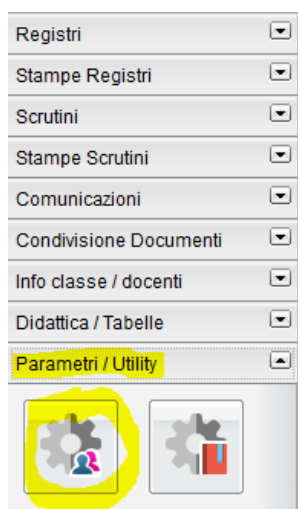 Registri
Stampe Registri
Scrutini
Stampe Scrutini
Comunicazioni
Condivisione Documenti
Info classe / docenti
Didattica / Tabelle
Parametri / Utility